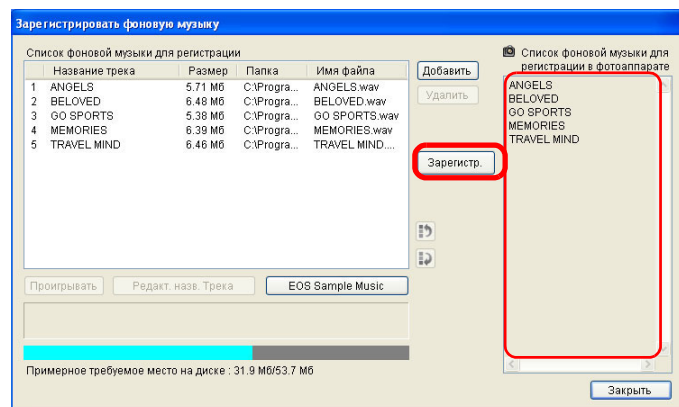 Зарегистрировать фоновую музыку
Список фоновой музыки для регистрации
Название трека Размер Папка Имя файла
1 ANGELS 5.71 Мб C:\Progra... ANGELS.wav
2 BELOVED 6.48 Мб C:\Progra... BELOVED.wav
3 GO SPORTS 5.38 Мб C:\Progra... GO SPORTS.wav
4 MEMORIES 6.39 Мб C:\Progra... MEMORIES.wav
5 TRAVEL MIND 6.46 Мб C:\Progra... TRAVEL MIND....
Проигрывать Редакт. назв. Трека EOS Sample Music
Примерное требуемое место на диске : 31.9 Мб/53.7 Мб
Добавить
Удалить
Зарегистр.
Список фоновой музыки для
регистрации в фотоаппарате
ANGELS
BELOVED
GO SPORTS
MEMORIES
TRAVEL MIND
Закрыть